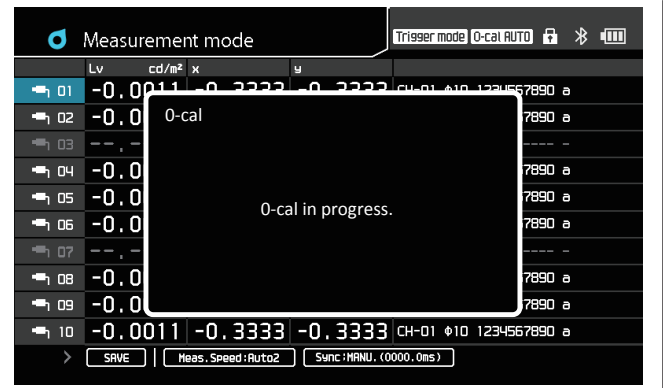 Measurement mode Trigger mode 0-cal AUTO
Lv cd/m² x y
01 -0.0011 -0.3333 -0.3333 CH-01 Φ10 1234567890 a
0-cal
02 -0.0 7890 a
03 --.- ---- -
04 -0.0 7890 a
05 -0.0 7890 a
0-cal in progress.
06 -0.0 7890 a
07 --.- ---- -
08 -0.0 7890 a
09 -0.0 7890 a
10 -0.0011 -0.3333 -0.3333 CH-01 Φ10 1234567890 a
> SAVE Meas.Speed:Auto2 Sync:MANU.(0000.0ms)